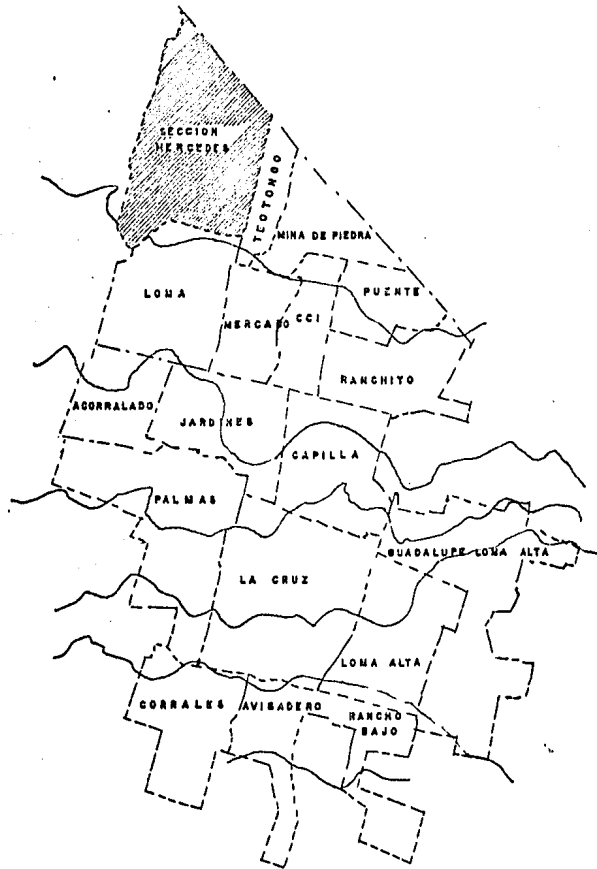 SECCION
MERCEDES
TEOTONGO
MINA DE PIEDRA
LOMA
PUENTE
MERCADO
CCI
RANCHITO
ACORRALADO
JARDINES
CAPILLA
PALMAS
GUADALUPE LOMA ALTA
LA CRUZ
LOMA ALTA
CORRALES
AVISADERO
RANCHO
BAJO